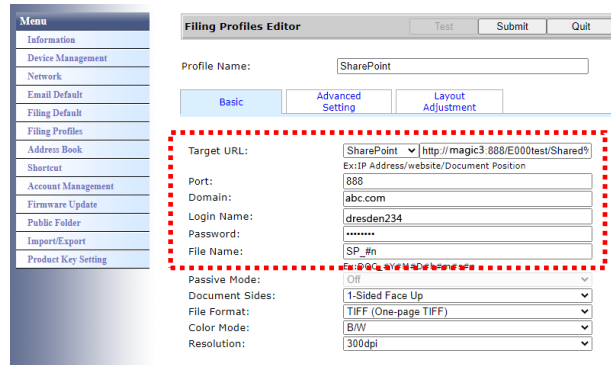 Menu
Information
Device Management
Network
Email Default
Filing Default
Filing Profiles
Address Book
Shortcut
Account Management
Firmware Update
Public Folder
Import/Export
Product Key Setting
Filing Profiles Editor Test Submit Quit
Profile Name: SharePoint
Basic Advanced Setting Layout Adjustment
Target URL: SharePoint http://magic3:888/E000test/Shared%
Ex:IP Address/website/Document Position
Port: 888
Domain: abc.com
Login Name: dresden234
Password: ••••••••
File Name: SP_#n
Passive Mode: Off
Document Sides: 1-Sided Face Up
File Format: TIFF (One-page TIFF)
Color Mode: B/W
Resolution: 300dpi